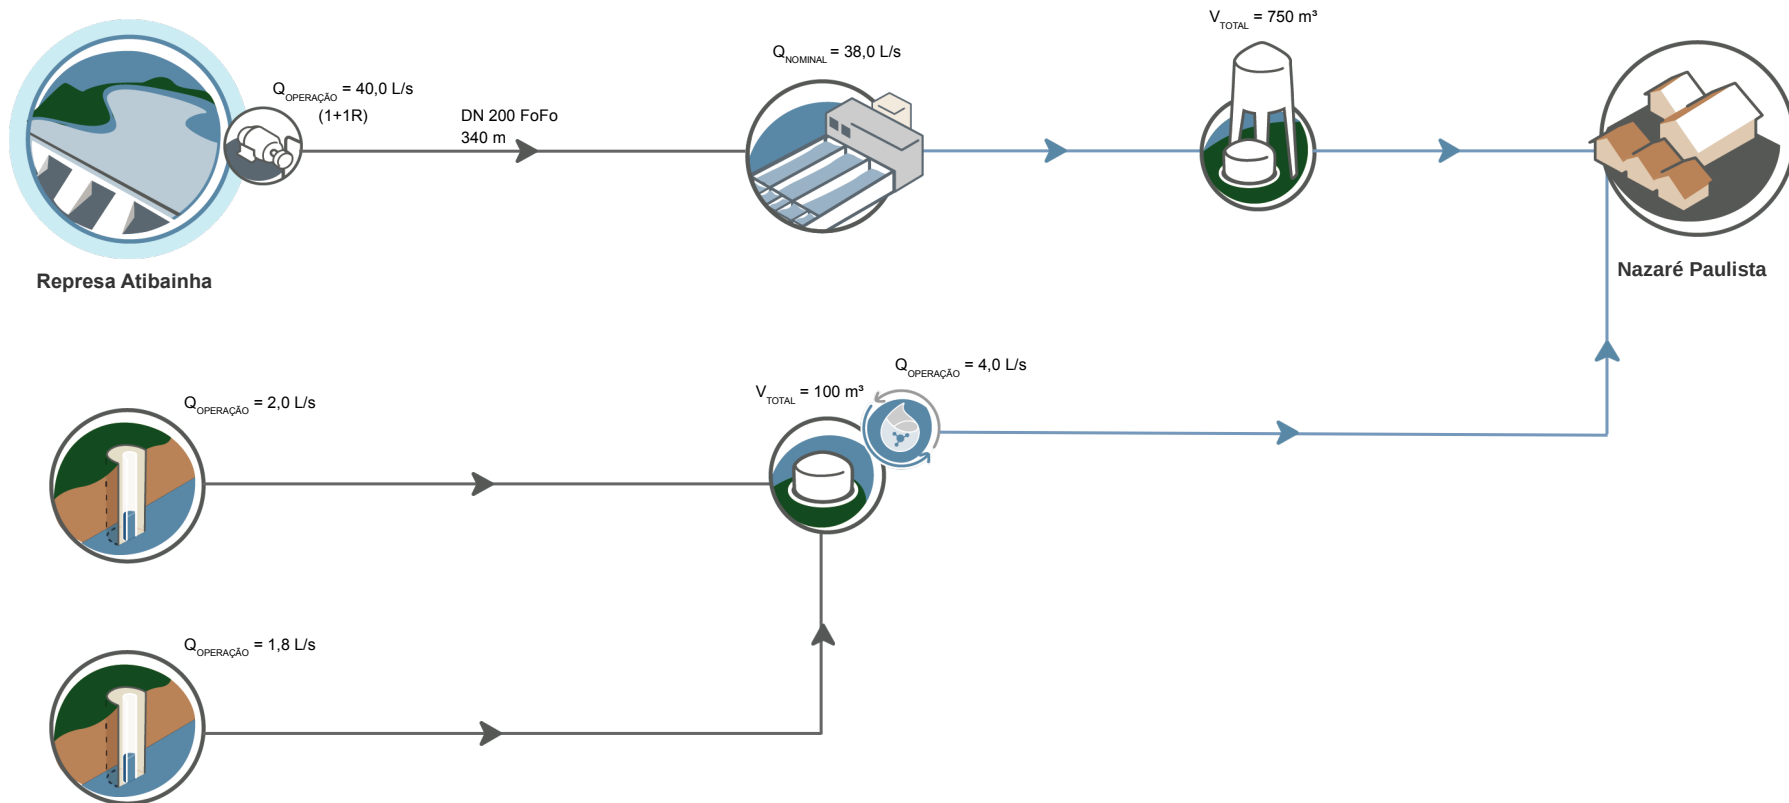 V_TOTAL = 750 m³
Q_NOMINAL = 38,0 L/s
Q_OPERAÇÃO = 40,0 L/s
(1+1R)
DN 200 FoFo
340 m
Represa Atibainha
Nazaré Paulista
Q_OPERAÇÃO = 4,0 L/s
V_TOTAL = 100 m³
Q_OPERAÇÃO = 2,0 L/s
Q_OPERAÇÃO = 1,8 L/s